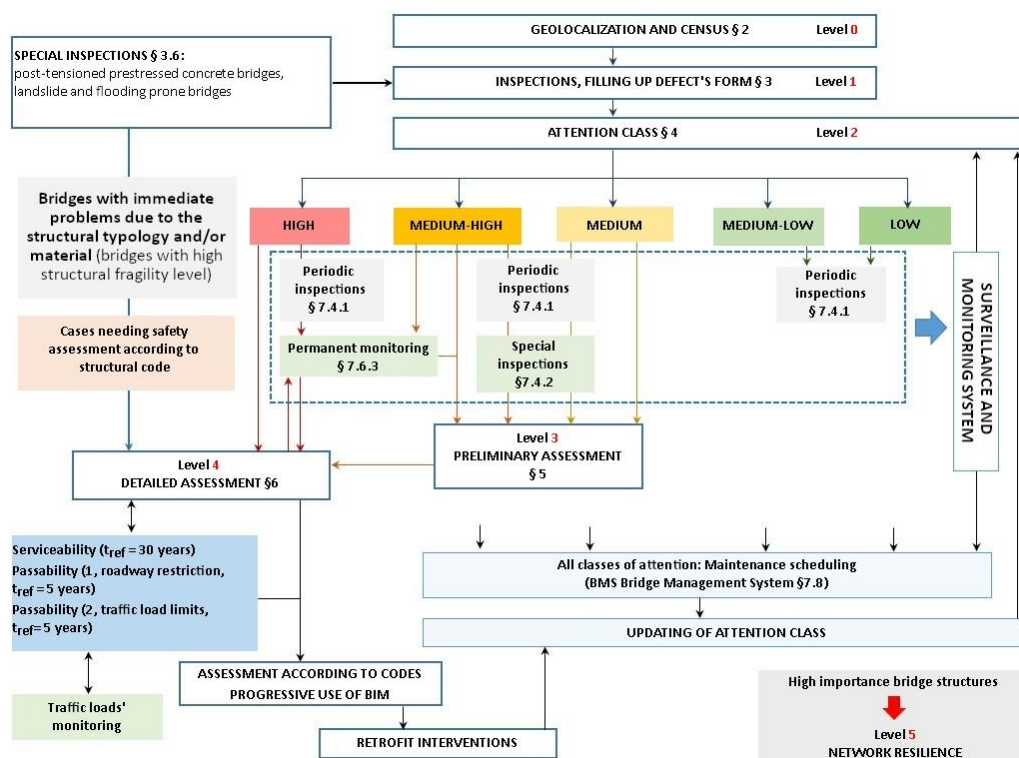 GEOLOCALIZATION AND CENSUS § 2 Level 0
SPECIAL INSPECTIONS § 3.6:
post-tensioned prestressed concrete bridges,
landslide and flooding prone bridges
INSPECTIONS, FILLING UP DEFECT'S FORM § 3 Level 1
ATTENTION CLASS § 4 Level 2
Bridges with immediate
problems due to the
structural typology and/or
material (bridges with high
structural fragility level)
HIGH
MEDIUM-HIGH
MEDIUM
MEDIUM-LOW
LOW
Periodic
inspections
§ 7.4.1
Periodic
inspections
§ 7.4.1
Periodic
inspections
§ 7.4.1
SURVEILLANCE AND
MONITORING SYSTEM
Cases needing safety
assessment according to
structural code
Permanent monitoring
§ 7.6.3
Special
inspections
§7.4.2
Level 3
PRELIMINARY ASSESSMENT
§ 5
Level 4
DETAILED ASSESSMENT §6
Serviceability (tref = 30 years)
Passability (1, roadway restriction,
tref = 5 years)
Passability (2, traffic load limits,
tref= 5 years)
All classes of attention: Maintenance scheduling
(BMS Bridge Management System §7.8)
UPDATING OF ATTENTION CLASS
ASSESSMENT ACCORDING TO CODES
PROGRESSIVE USE OF BIM
Traffic loads'
monitoring
RETROFIT INTERVENTIONS
High importance bridge structures
Level 5
NETWORK RESILIENCE